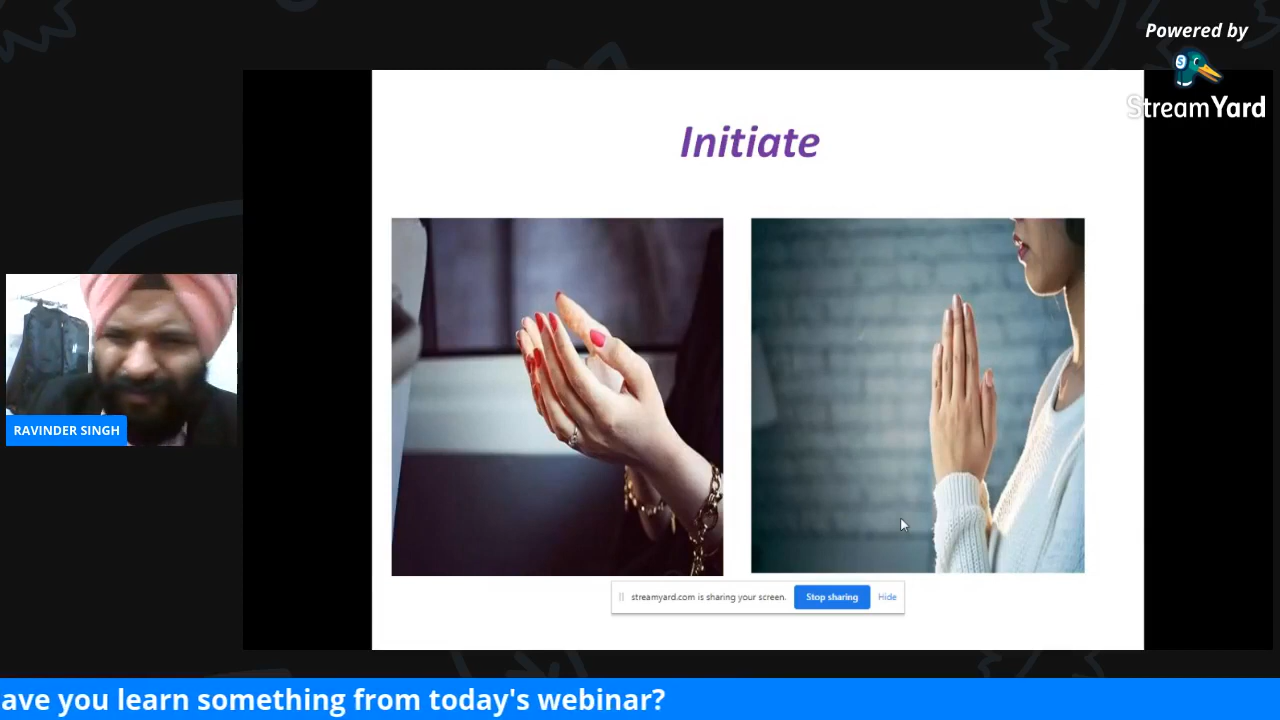 Powered by
StreamYard
Initiate
RAVINDER SINGH
streamyard.com is sharing your screen.
Stop sharing
Hide
ave you learn something from today's webinar?